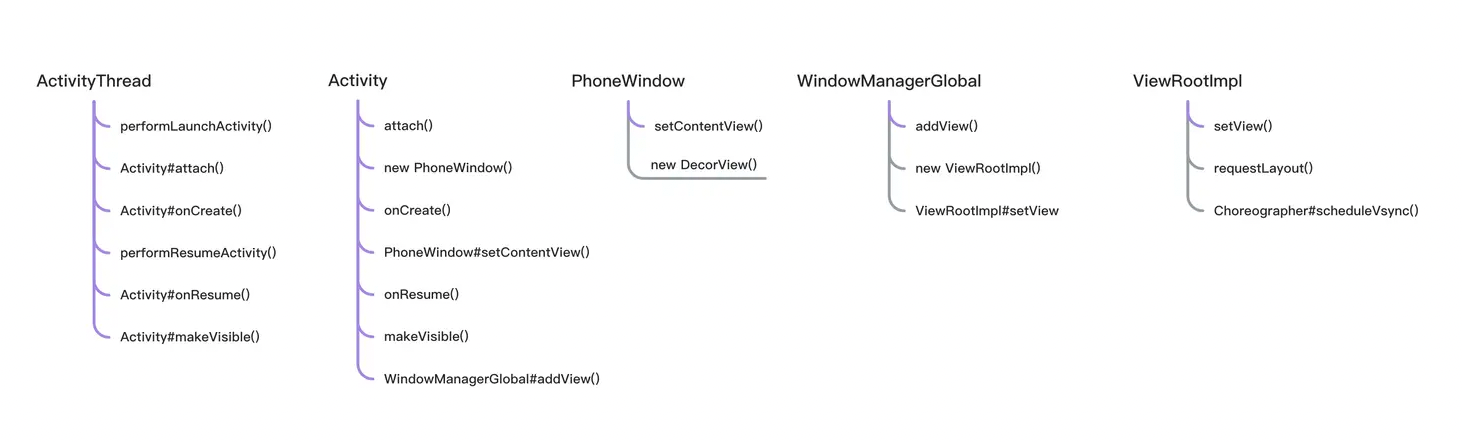 ActivityThread
performLaunchActivity()
Activity#attach()
Activity#onCreate()
performResumeActivity()
Activity#onResume()
Activity#makeVisible()
Activity
attach()
new PhoneWindow()
onCreate()
PhoneWindow#setContentView()
onResume()
makeVisible()
WindowManagerGlobal#addView()
PhoneWindow
setContentView()
new DecorView()
WindowManagerGlobal
addView()
new ViewRootImpl()
ViewRootImpl#setView
ViewRootImpl
setView()
requestLayout()
Choreographer#scheduleVsync()